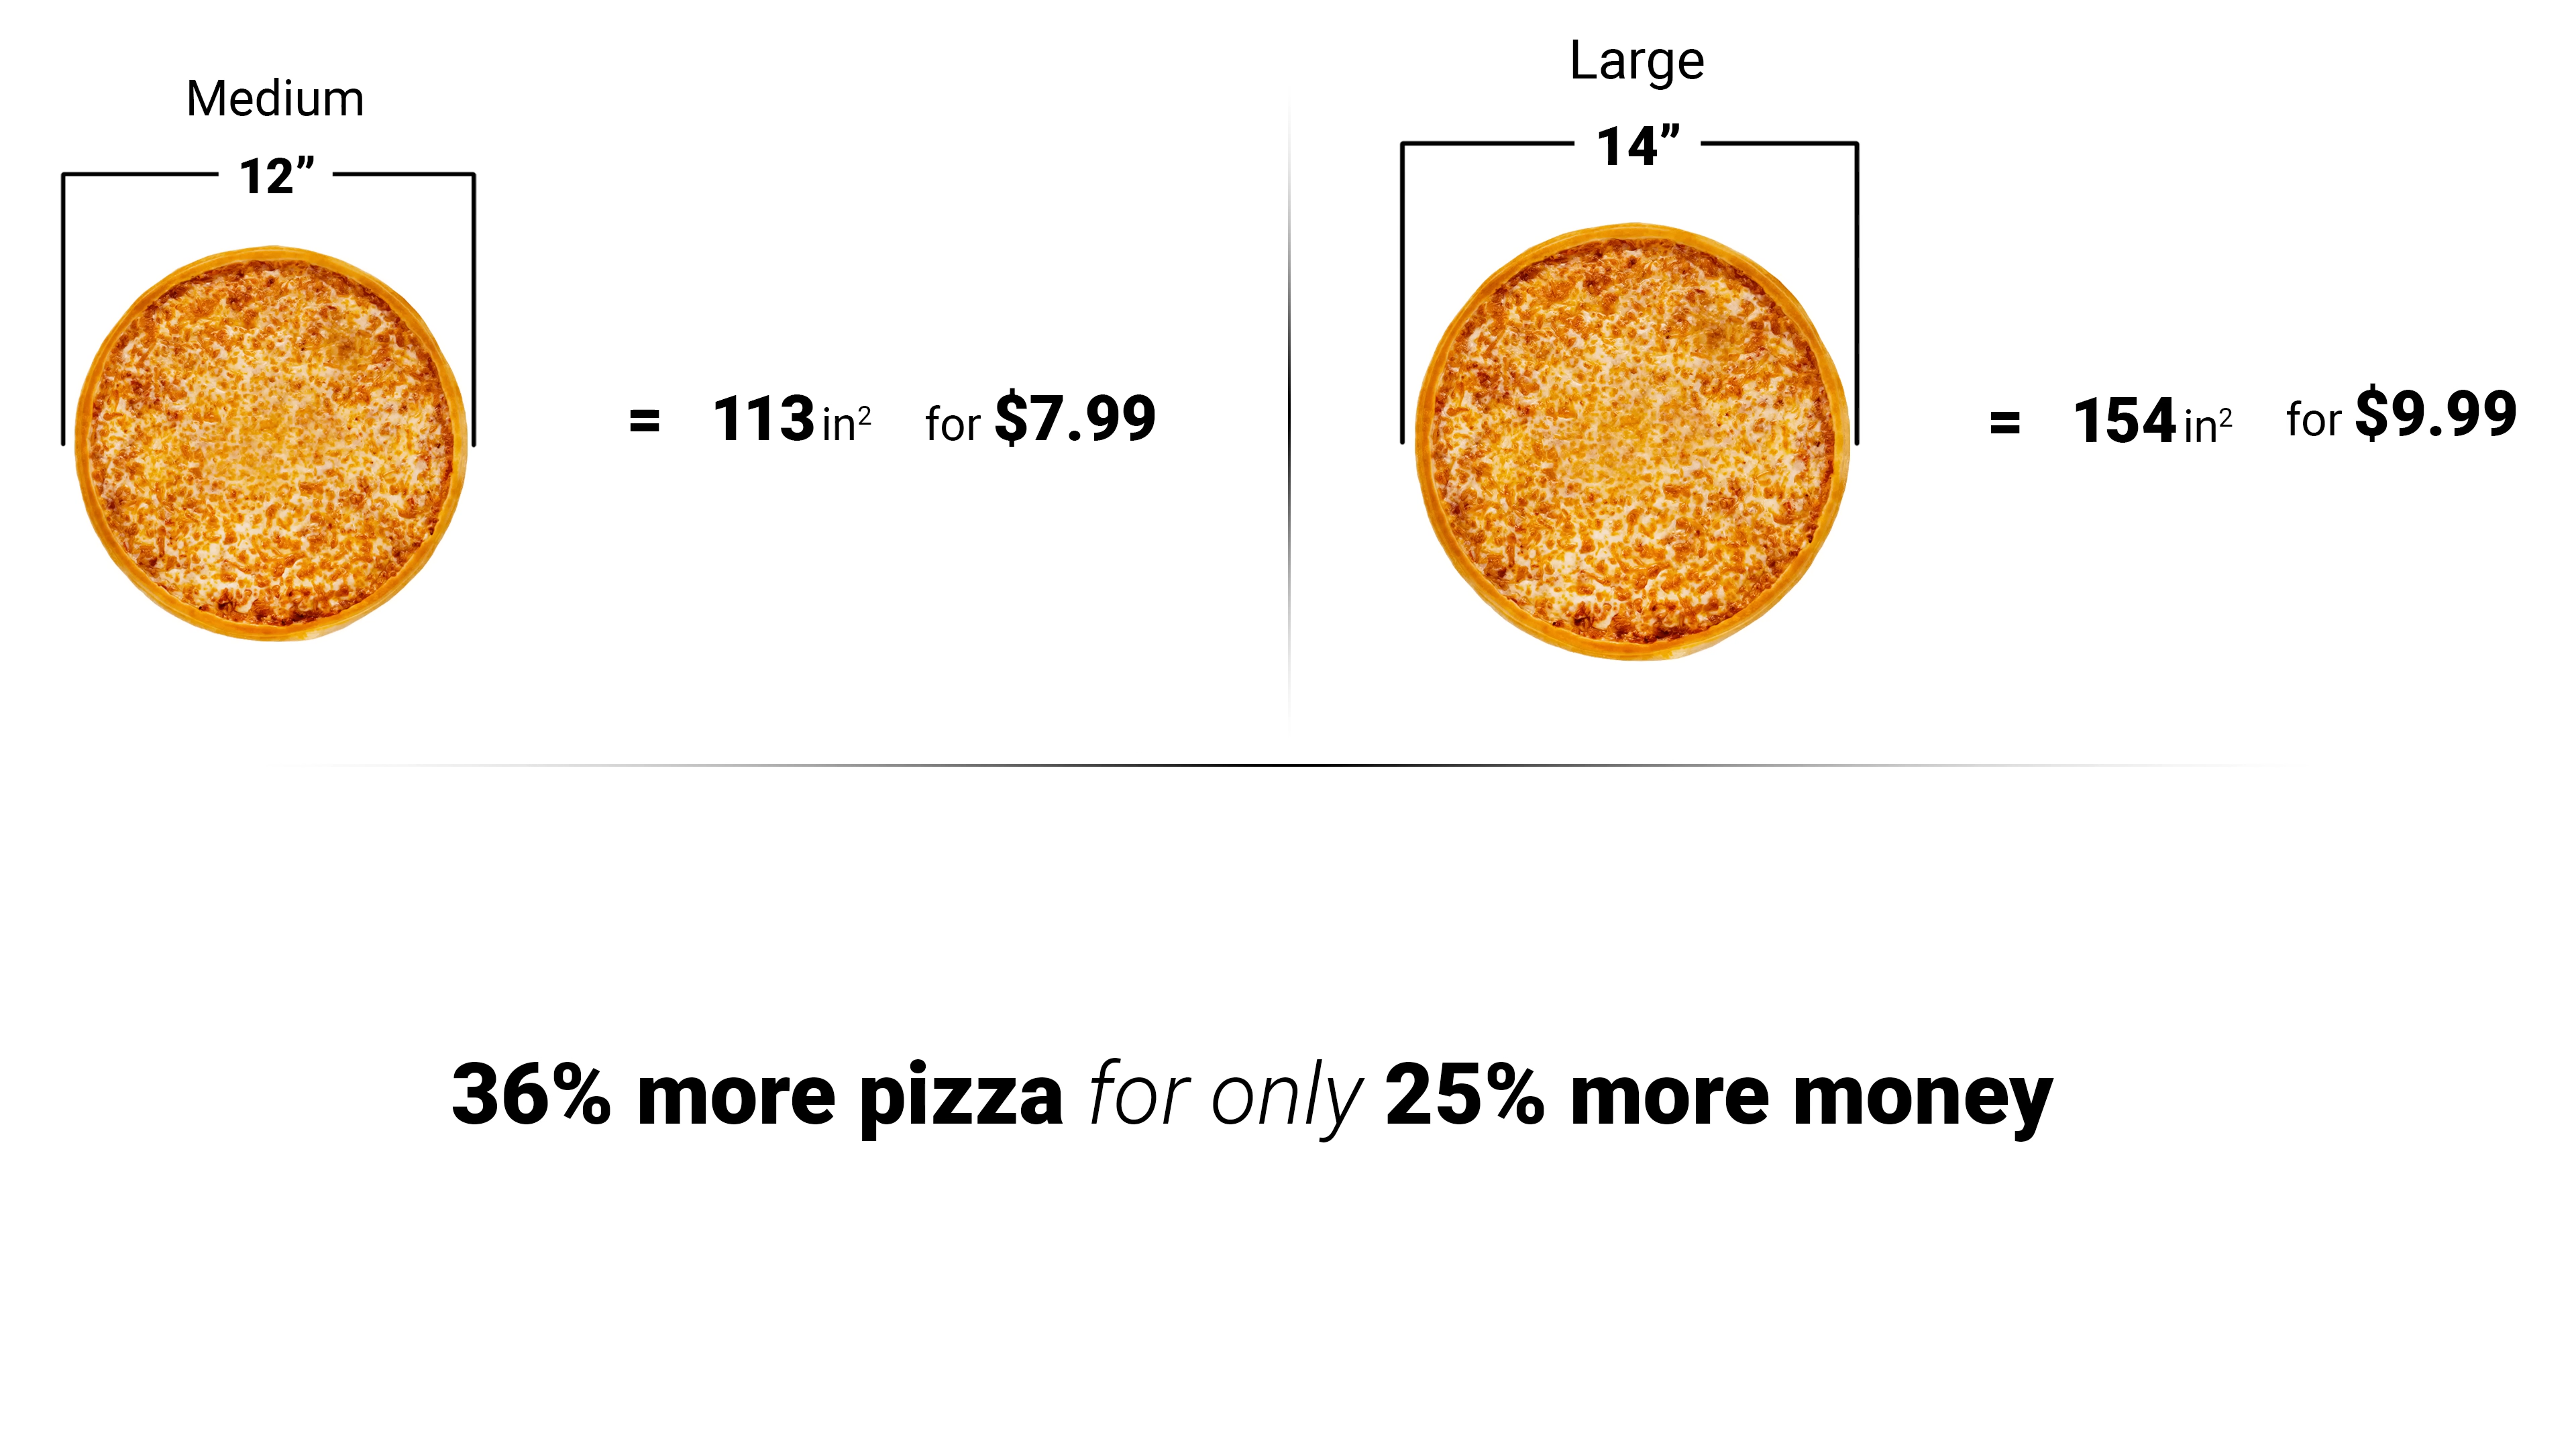 Medium
12”
= 113 in² for $7.99
Large
14”
= 154 in² for $9.99
36% more pizza for only 25% more money